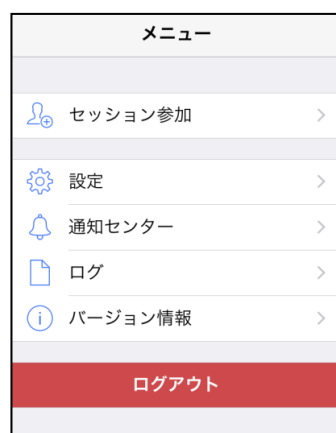 メニュー
セッション参加
設定
通知センター
ログ
バージョン情報
ログアウト